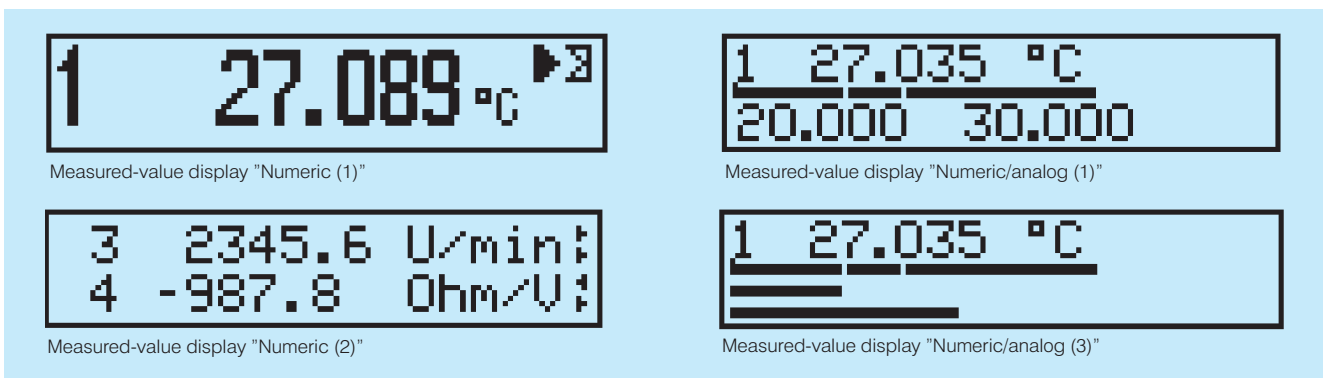 1 27.089 °C
Measured-value display ”Numeric (1)”
1 27.035 °C
20.000 30.000
Measured-value display ”Numeric/analog (1)”
3 2345.6 U/min
4 -987.8 Ohm/V
Measured-value display ”Numeric (2)”
1 27.035 °C
Measured-value display ”Numeric/analog (3)”